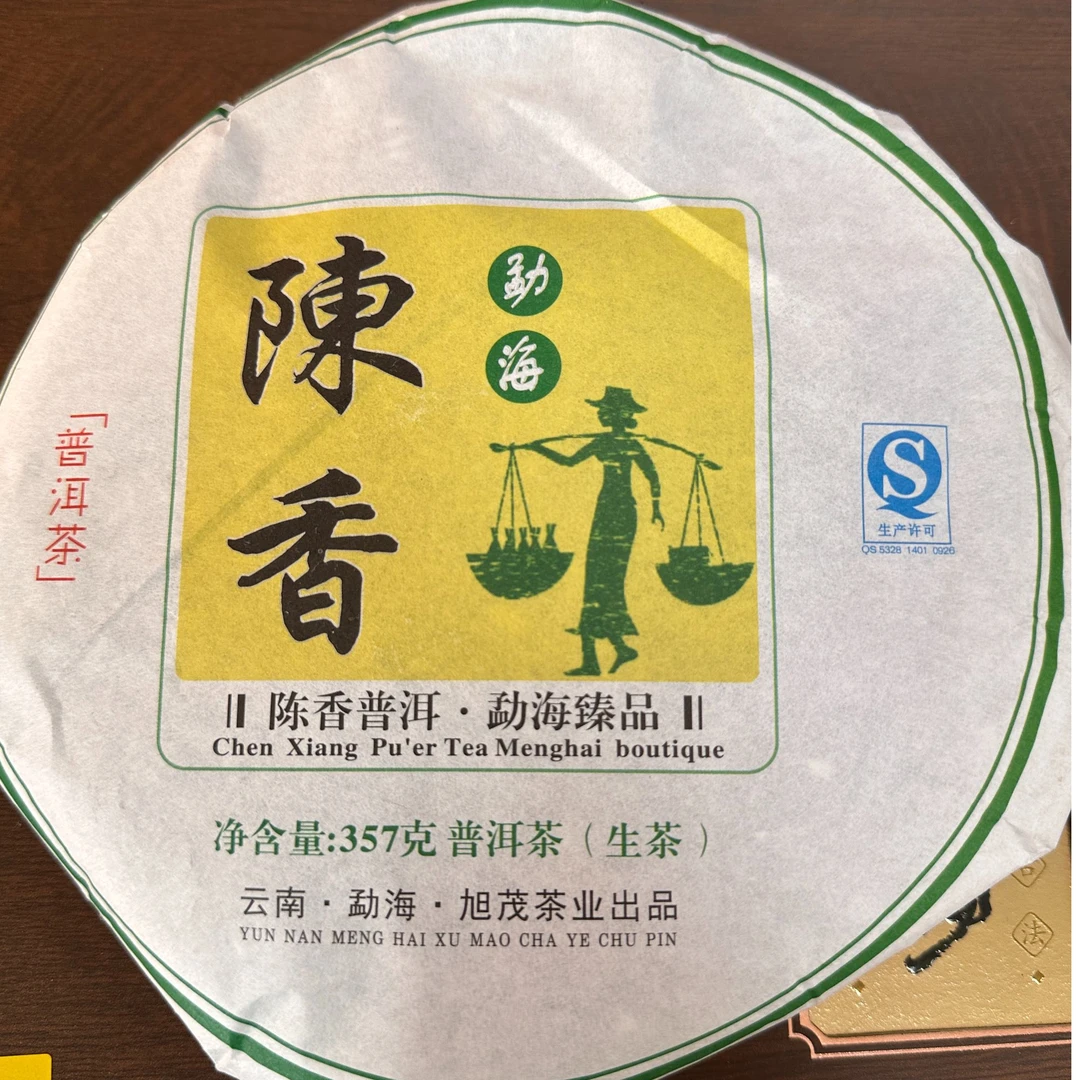 陳香
勐海
「普洱茶」
S
生产许可
QS 5328 1401 0926
陈香普洱·勐海臻品
Chen Xiang Pu'er Tea Menghai boutique
净含量:357克 普洱茶（生茶）
云南·勐海·旭茂茶业出品
YUN NAN MENG HAI XU MAO CHA YE CHU PIN
法